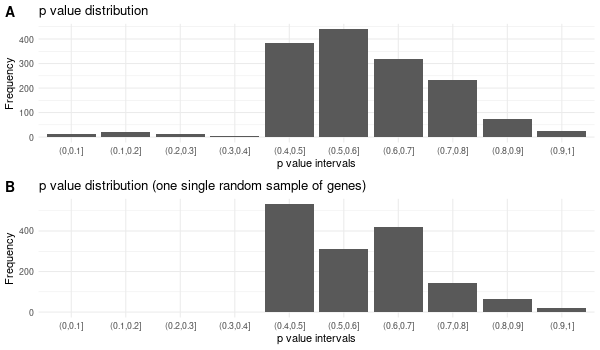 A p value distribution
Frequency
400
300
200
100
0
(0,0.1] (0.1,0.2] (0.2,0.3] (0.3,0.4] (0.4,0.5] (0.5,0.6] (0.6,0.7] (0.7,0.8] (0.8,0.9] (0.9,1]
p value intervals
B p value distribution (one single random sample of genes)
Frequency
400
200
0
(0,0.1] (0.1,0.2] (0.2,0.3] (0.3,0.4] (0.4,0.5] (0.5,0.6] (0.6,0.7] (0.7,0.8] (0.8,0.9] (0.9,1]
p value intervals